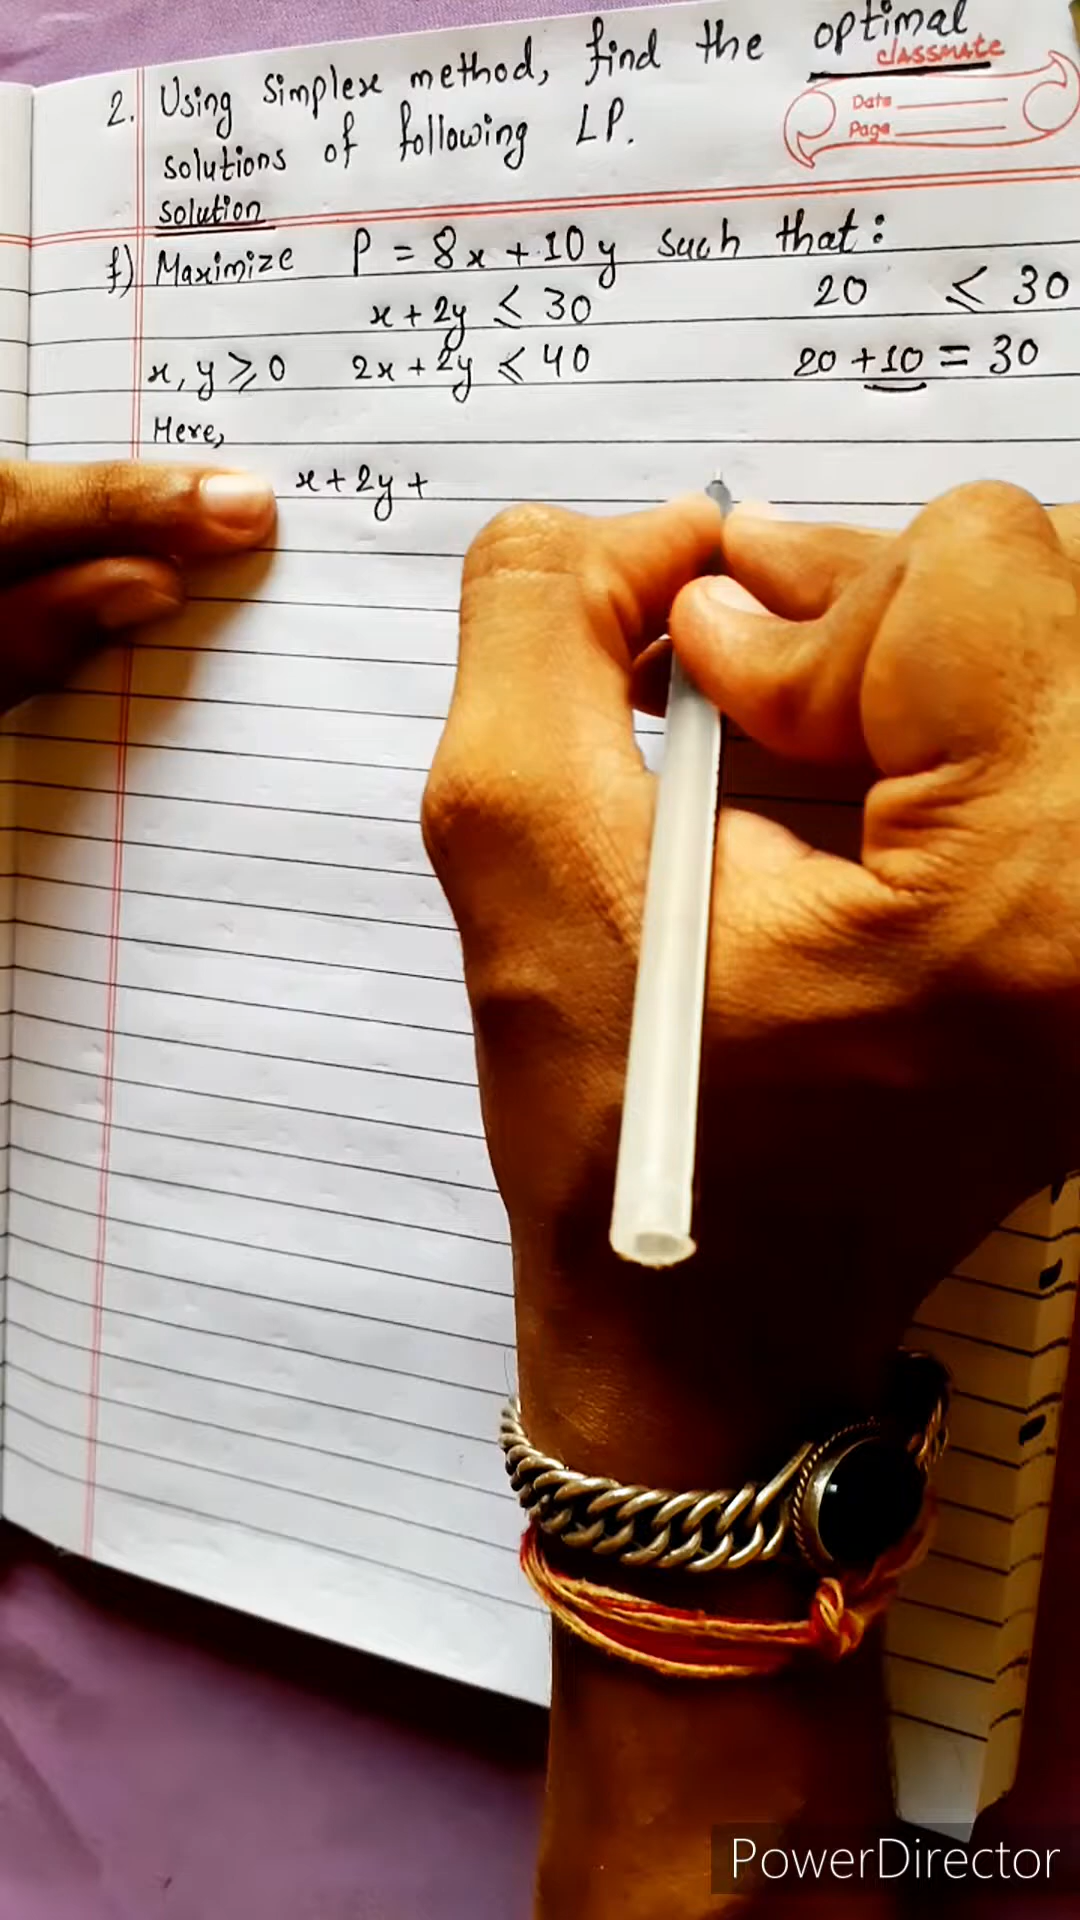 2. Using Simplex method, find the optimal
classmate
Date
Page
solutions of following LP.
solution
f) Maximize P = 8x + 10y such that:
x + 2y ≤ 30 20 ≤ 30
x, y ≥ 0 2x + 2y ≤ 40 20 + 10 = 30
Here,
x + 2y +
PowerDirector